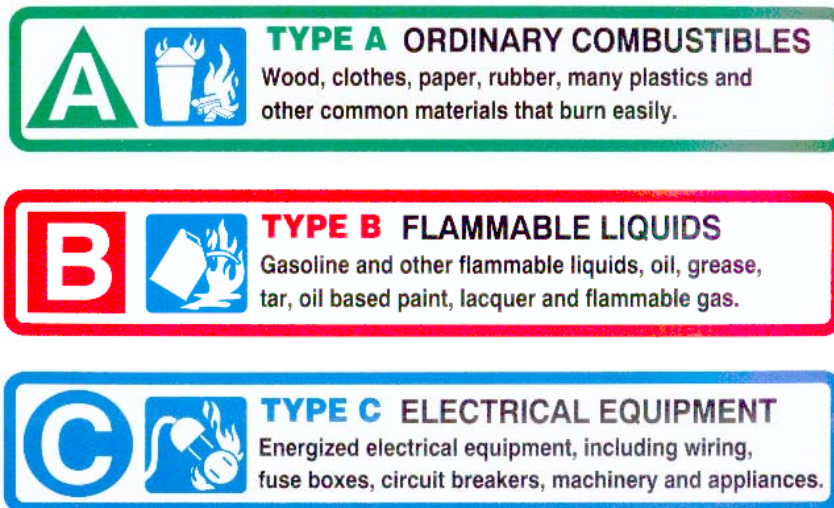 A
TYPE A ORDINARY COMBUSTIBLES
Wood, clothes, paper, rubber, many plastics and
other common materials that burn easily.
B
TYPE B FLAMMABLE LIQUIDS
Gasoline and other flammable liquids, oil, grease,
tar, oil based paint, lacquer and flammable gas.
C
TYPE C ELECTRICAL EQUIPMENT
Energized electrical equipment, including wiring,
fuse boxes, circuit breakers, machinery and appliances.